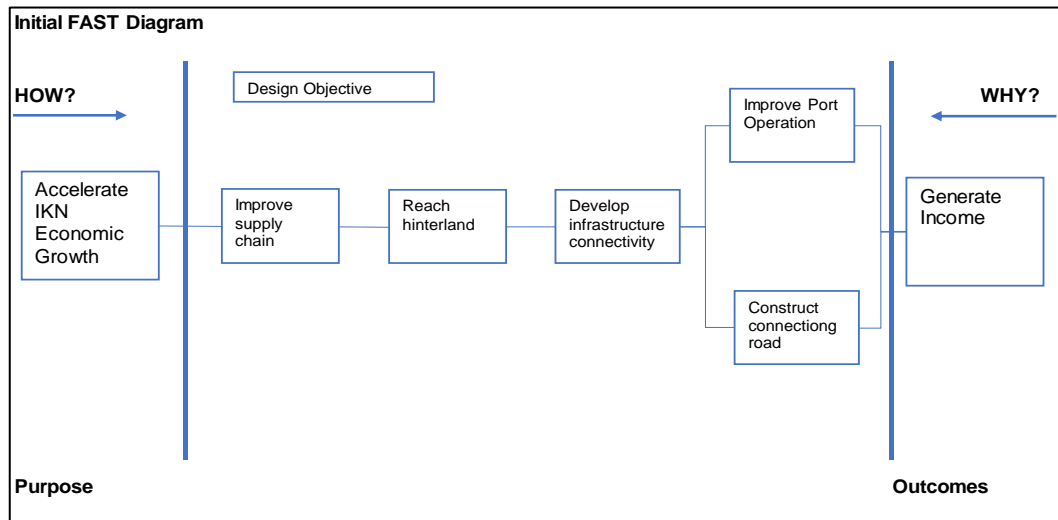 Initial FAST Diagram
HOW?
Design Objective
WHY?
Accelerate
IKN
Economic
Growth
Improve
supply
chain
Reach
hinterland
Develop
infrastructure
connectivity
Improve Port
Operation
Construct
connectiong
road
Generate
Income
Purpose
Outcomes